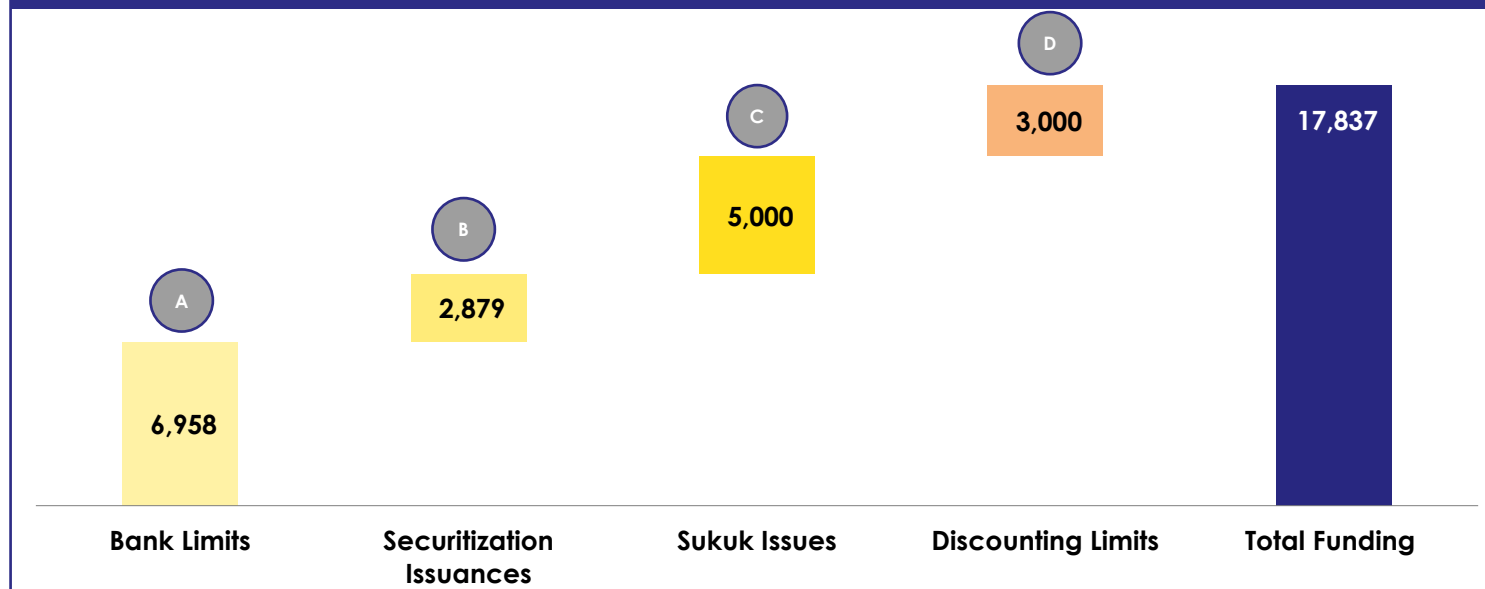 A
B
C
D
6,958
2,879
5,000
3,000
17,837
Bank Limits
Securitization
Issuances
Sukuk Issues
Discounting Limits
Total Funding